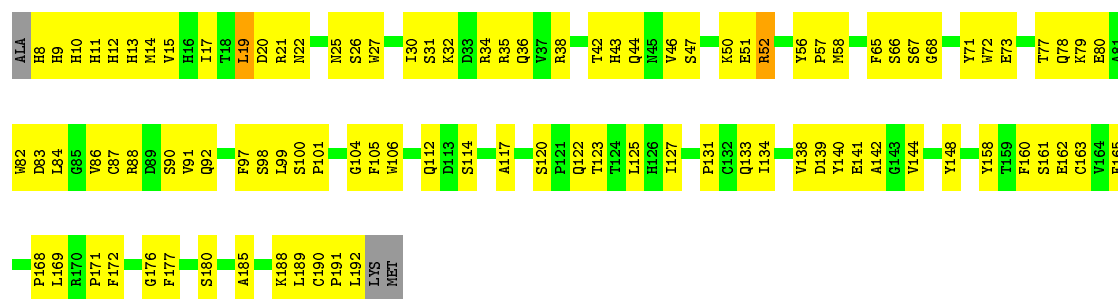 ALA H8 H9 H10 H11 H12 H13 M14 V15 H16 I17 T18 L19 D20 R21 N22 N25 S26 W27 I30 S31 K32 D33 R34 R35 Q36 V37 R38 T42 H43 Q44 N45 V46 S47 K50 E51 R52 Y56 P57 M58 F65 S66 S67 G68 Y71 W72 E73 T77 Q78 K79 E80 A81
W82 D83 L84 G85 V86 C87 R88 D89 S90 V91 Q92 F97 S98 L99 S100 P101 G104 F105 W106 Q112 D113 S114 A117 S120 P121 Q122 T123 T124 L125 H126 I127 P131 C132 Q133 I134 V138 D139 Y140 E141 A142 G143 V144 Y148 Y158 T159 F160 S161 E162 C163 V164 F165
P168 L169 R170 P171 F172 G176 F177 S180 A185 K188 L189 C190 P191 L192 LYS MET